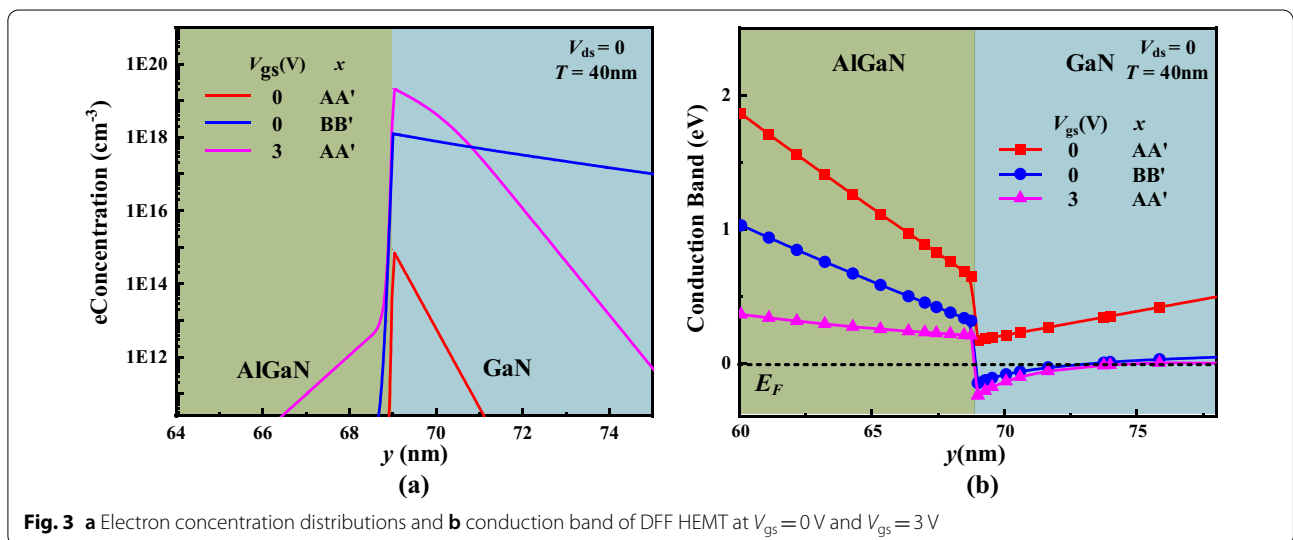 V_ds = 0
T = 40nm
V_gs(V) x
0 AA'
0 BB'
3 AA'
AlGaN
GaN
eConcentration (cm⁻³)
1E20
1E18
1E16
1E14
1E12
64 66 68 70 72 74
y (nm)
(a)
V_ds = 0
T = 40nm
AlGaN
GaN
V_gs(V) x
0 AA'
0 BB'
3 AA'
E_F
Conduction Band (eV)
2
1
0
60 65 70 75
y(nm)
(b)
Fig. 3 a Electron concentration distributions and b conduction band of DFF HEMT at V_gs = 0 V and V_gs = 3 V